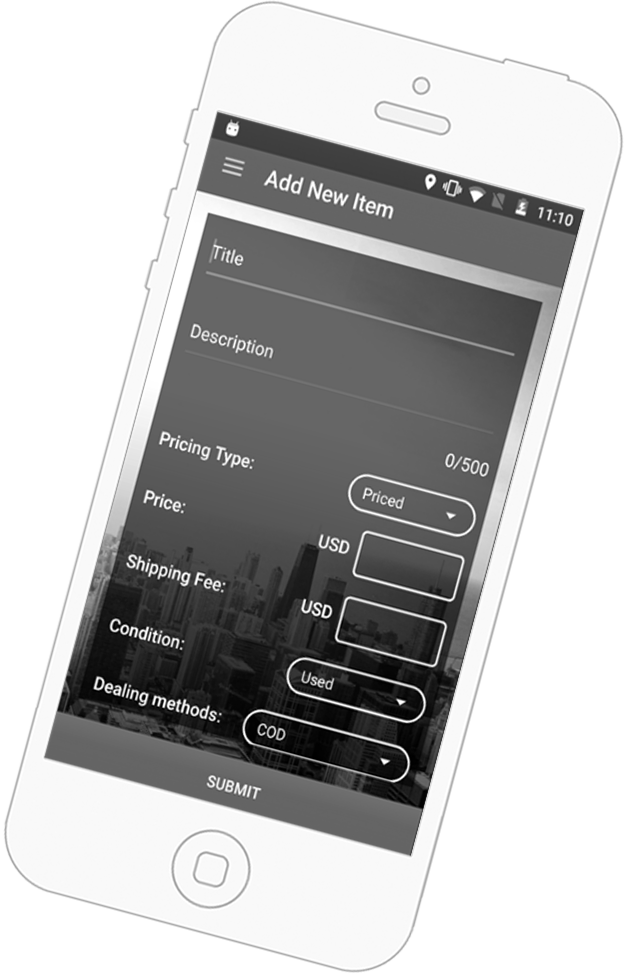 11:10
Add New Item
Title
Description
0/500
Pricing Type:
Priced
Price:
USD
Shipping Fee:
USD
Condition:
Used
Dealing methods:
COD
SUBMIT